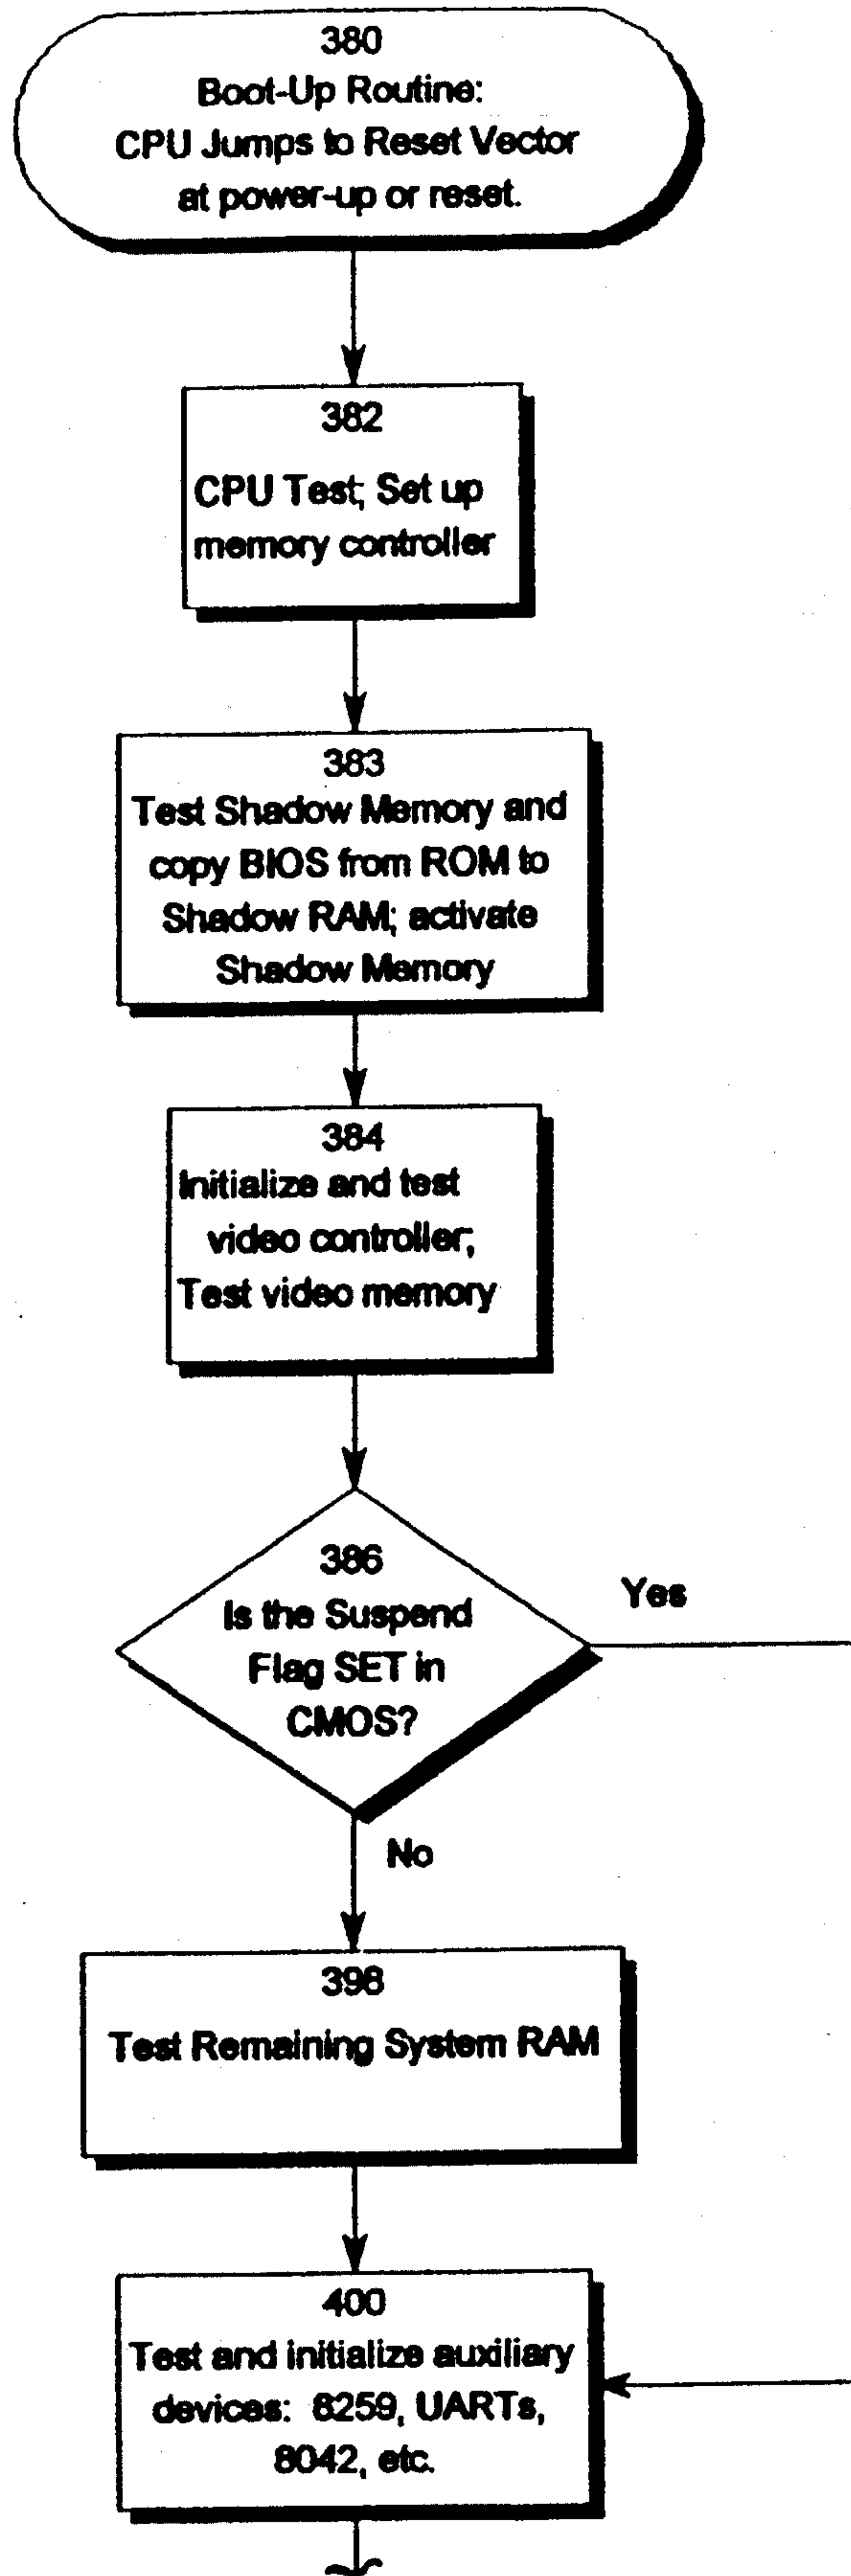 380
Boot-Up Routine:
CPU Jumps to Reset Vector
at power-up or reset.
382
CPU Test; Set up
memory controller
383
Test Shadow Memory and
copy BIOS from ROM to
Shadow RAM; activate
Shadow Memory
384
Initialize and test
video controller;
Test video memory
386
Is the Suspend
Flag SET in
CMOS?
Yes
No
398
Test Remaining System RAM
400
Test and initialize auxiliary
devices: 8259, UARTs,
8042, etc.